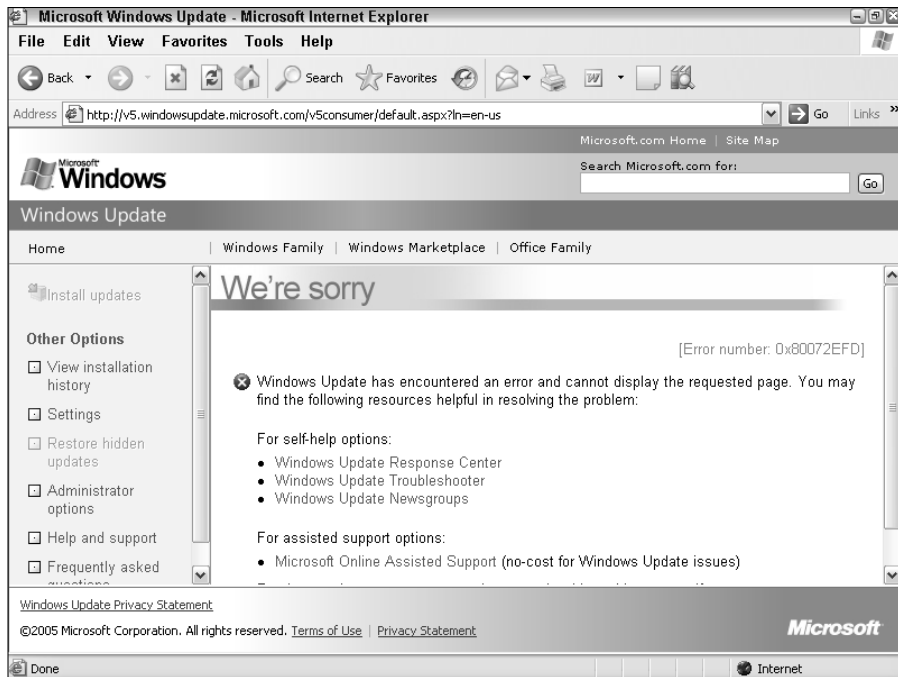 Microsoft Windows Update - Microsoft Internet Explorer
File Edit View Favorites Tools Help
Back Search Favorites W
Address http://v5.windowsupdate.microsoft.com/v5consumer/default.aspx?ln=en-us Go Links »
Microsoft.com Home | Site Map
Microsoft
Windows
Search Microsoft.com for:
Go
Windows Update
Home | Windows Family | Windows Marketplace | Office Family
Install updates
Other Options
View installation
history
Settings
Restore hidden
updates
Administrator
options
Help and support
Frequently asked
questions
We're sorry
[Error number: 0x80072EFD]
Windows Update has encountered an error and cannot display the requested page. You may
find the following resources helpful in resolving the problem:
For self-help options:
• Windows Update Response Center
• Windows Update Troubleshooter
• Windows Update Newsgroups
For assisted support options:
• Microsoft Online Assisted Support (no-cost for Windows Update issues)
Windows Update Privacy Statement
©2005 Microsoft Corporation. All rights reserved. Terms of Use | Privacy Statement
Microsoft
Done Internet